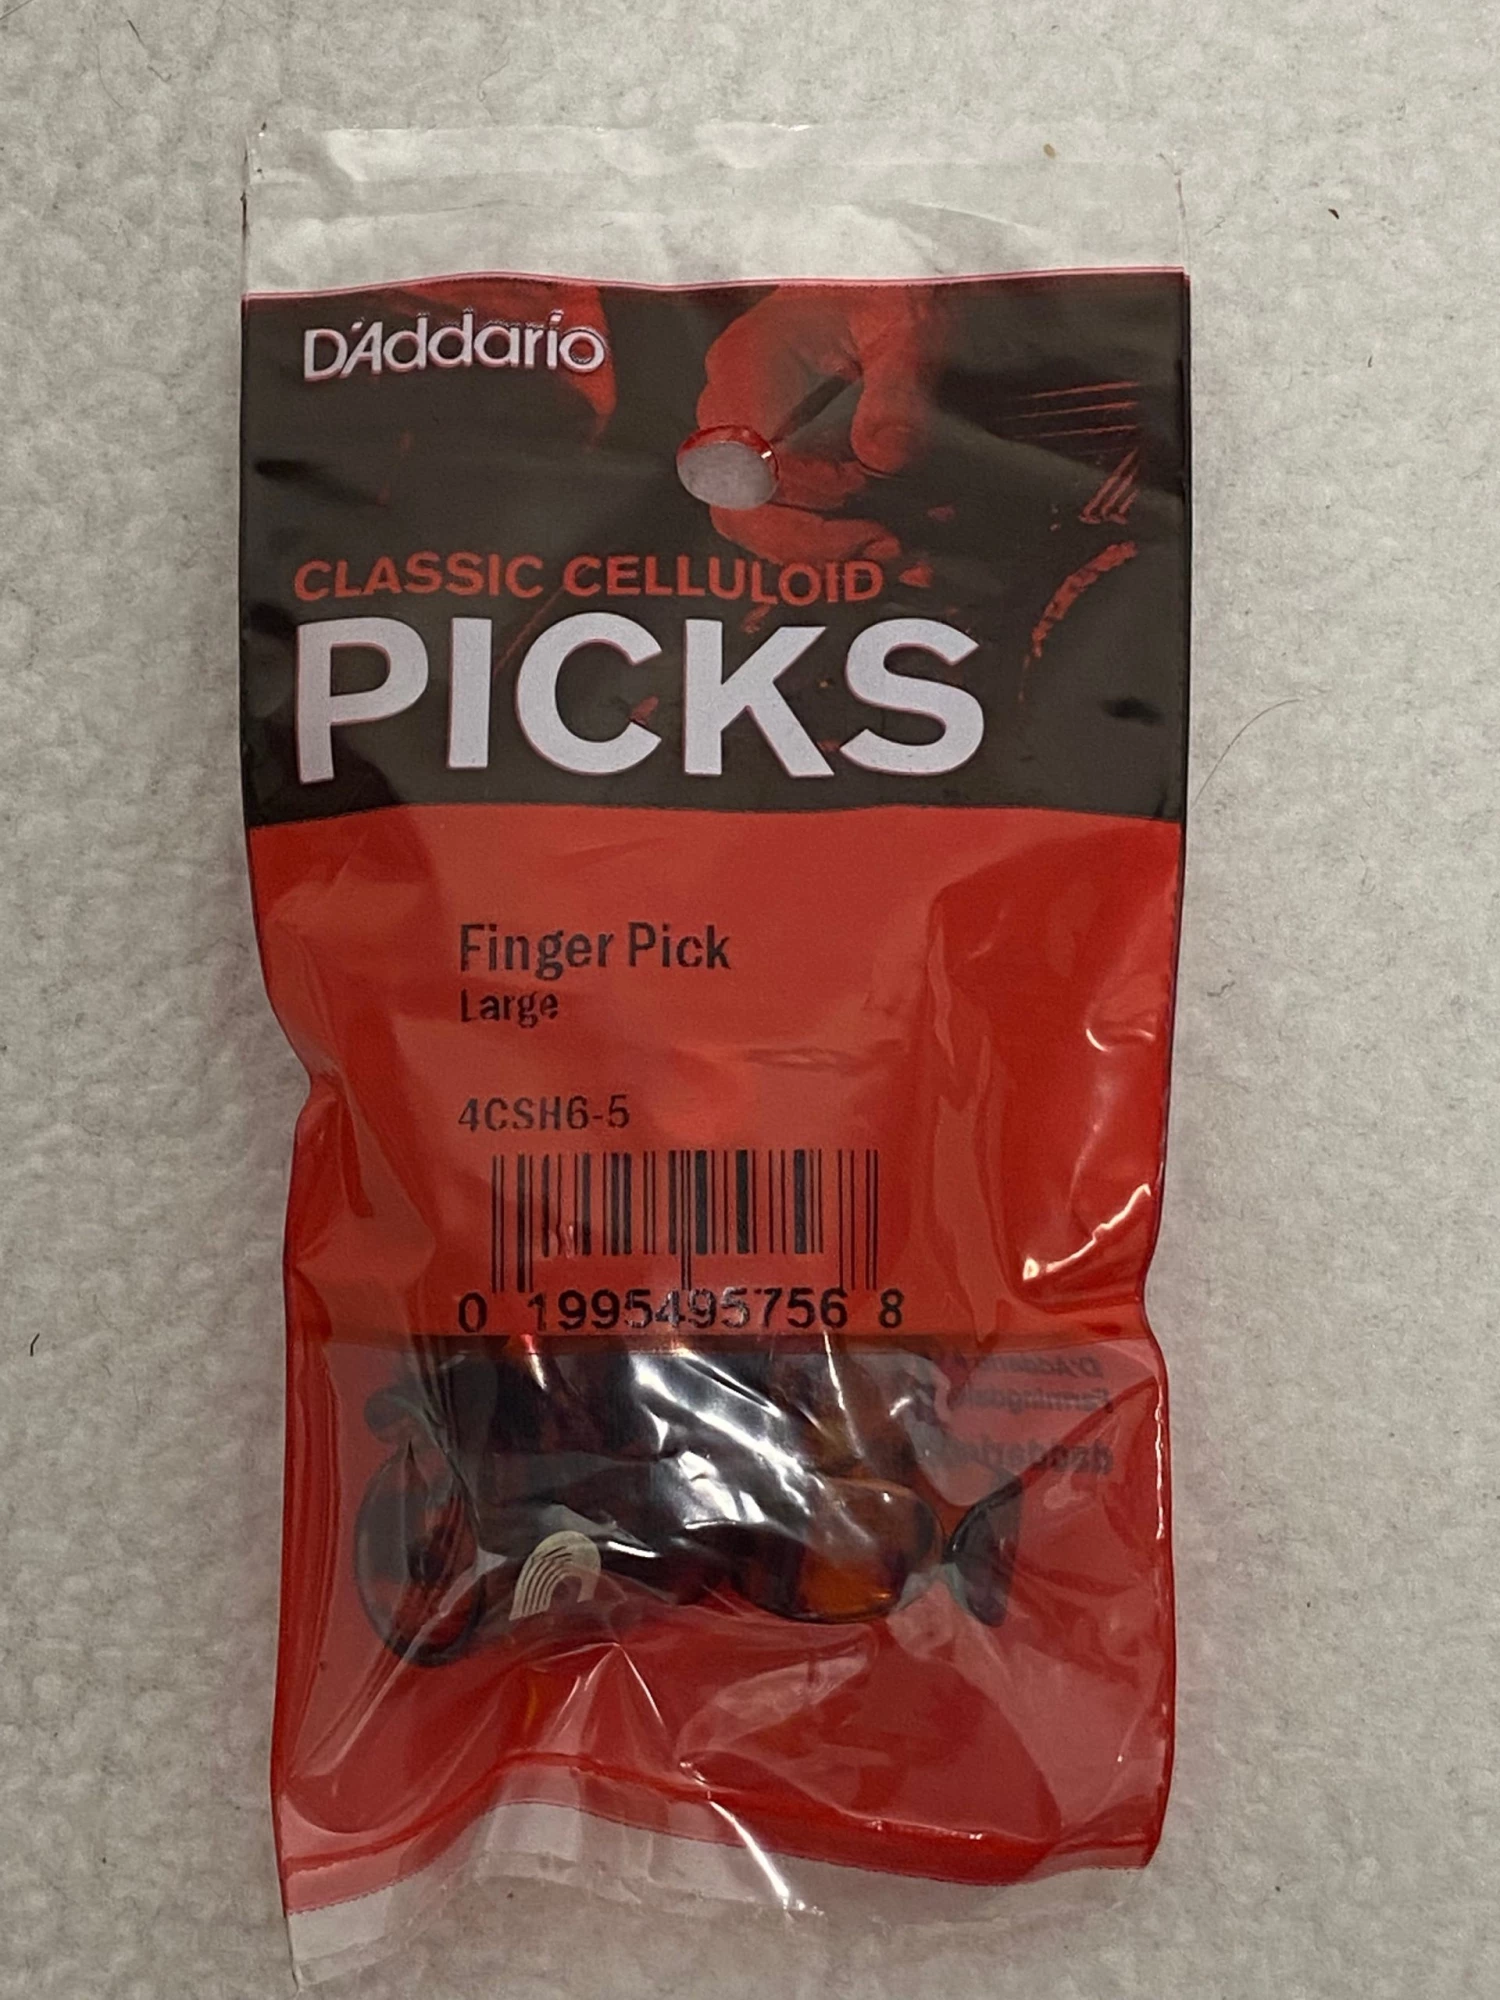 D'Addario
CLASSIC CELLULOID
PICKS
Finger Pick
Large
4CSH6-5
0 19954 95756 8